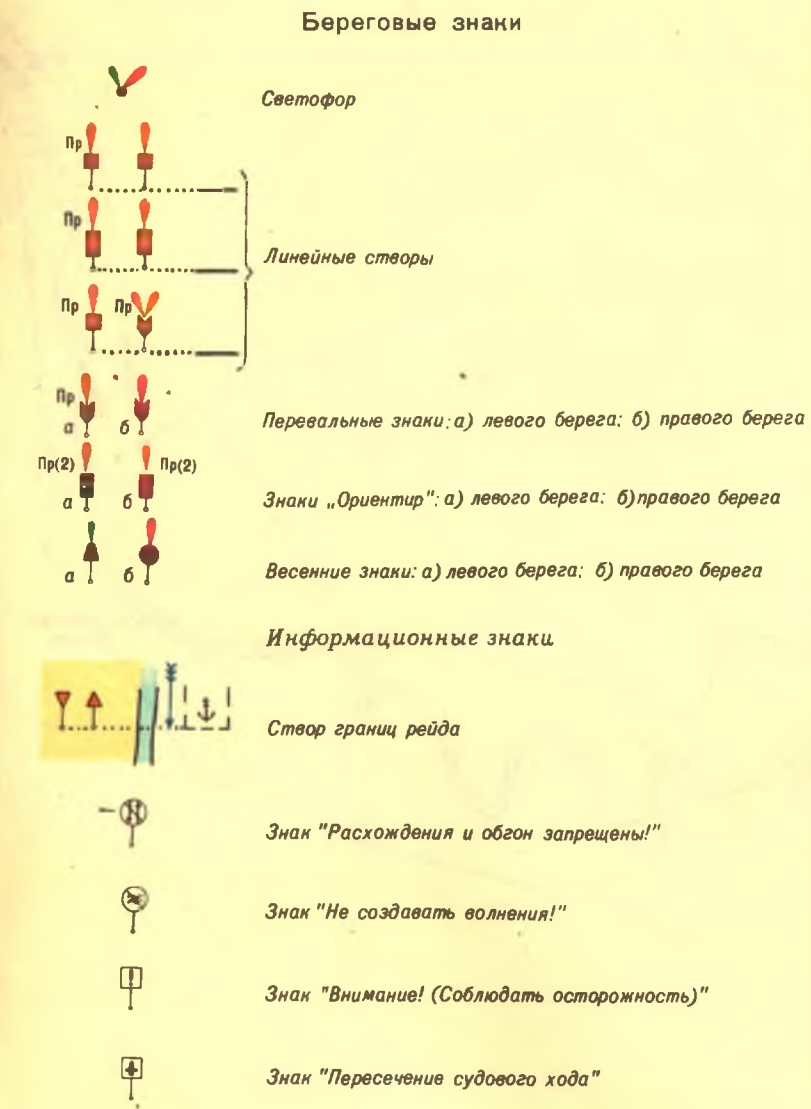 Береговые знаки
Светофор
Пр
Пр
Линейные створы
Пр Пр
Пр
а б Перевальные знаки: а) левого берега; б) правого берега
Пр(2) Пр(2)
а б Знаки „Ориентир": а) левого берега; б) правого берега
а б Весенние знаки: а) левого берега; б) правого берега
Информационные знаки
Створ границ рейда
Знак "Расхождения и обгон запрещены!"
Знак "Не создавать волнения!"
Знак "Внимание! (Соблюдать осторожность)"
Знак "Пересечение судового хода"